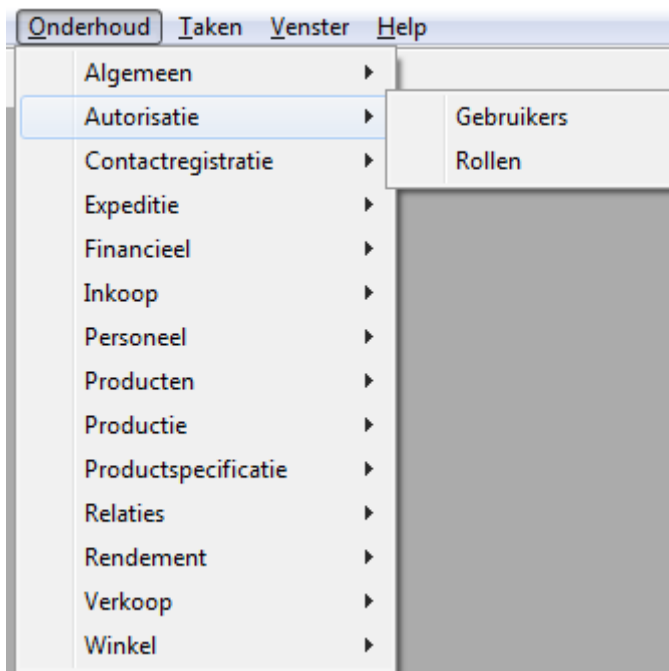 Onderhoud Taken Venster Help
Algemeen
Autorisatie
Gebruikers
Contactregistratie
Rollen
Expeditie
Financieel
Inkoop
Personeel
Producten
Productie
Productspecificatie
Relaties
Rendement
Verkoop
Winkel